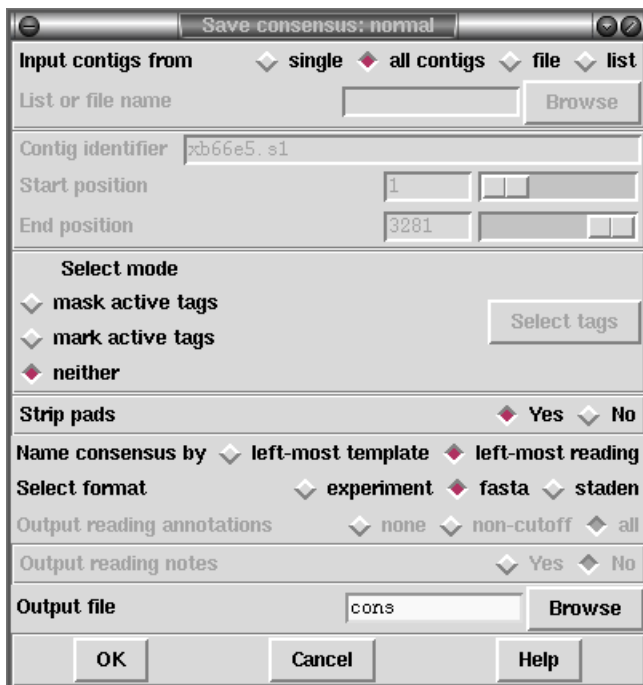 Save consensus: normal
Input contigs from single all contigs file list
List or file name Browse
Contig identifier xb66e5.s1
Start position 1
End position 3281
Select mode
mask active tags
Select tags
mark active tags
neither
Strip pads Yes No
Name consensus by left-most template left-most reading
Select format experiment fasta staden
Output reading annotations none non-cutoff all
Output reading notes Yes No
Output file cons Browse
OK Cancel Help